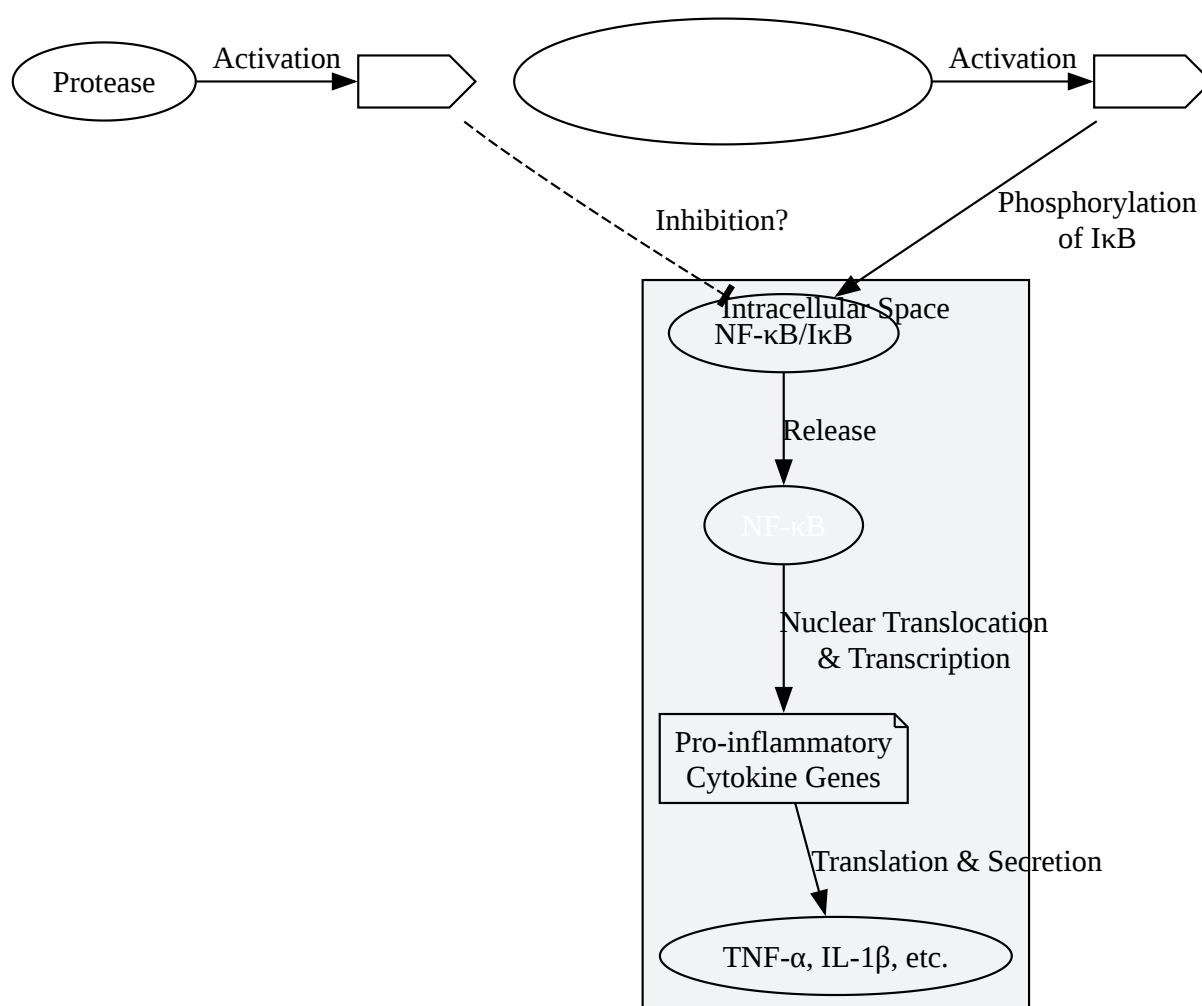 Protease
Activation
Activation
Inhibition?
Phosphorylation
of IκB
Intracellular Space
NF-κB/IκB
Release
NF-κB
Nuclear Translocation
& Transcription
Pro-inflammatory
Cytokine Genes
Translation & Secretion
TNF-α, IL-1β, etc.